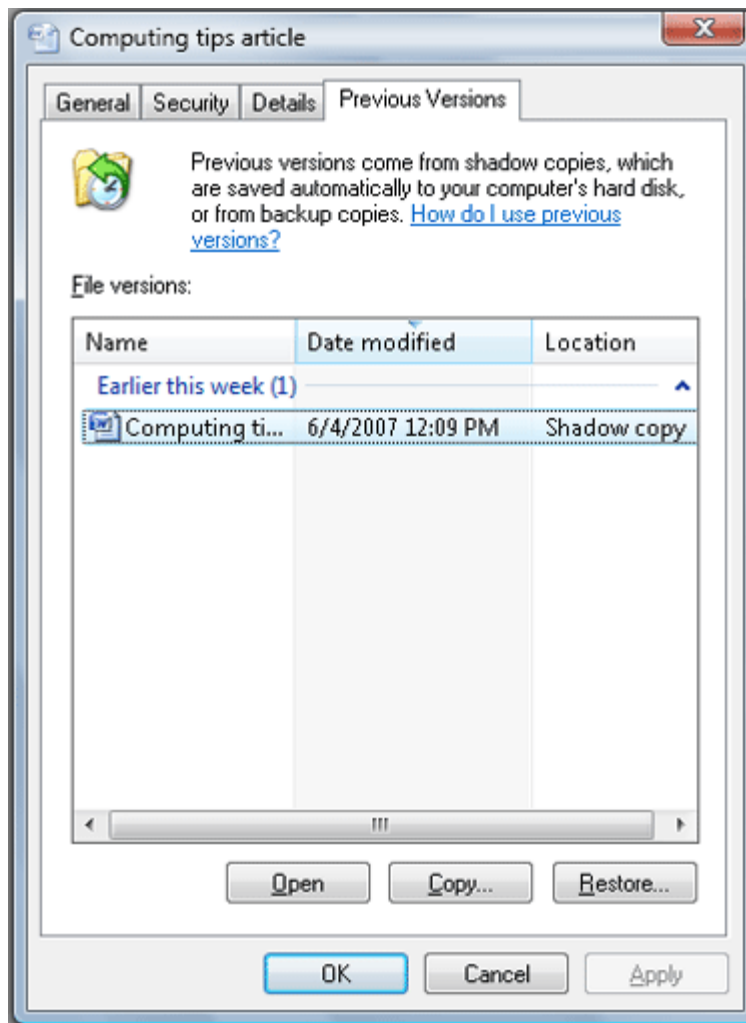 Computing tips article
General Security Details Previous Versions
Previous versions come from shadow copies, which
are saved automatically to your computer's hard disk,
or from backup copies. How do I use previous
versions?
File versions:
Name Date modified Location
Earlier this week (1)
Computing ti... 6/4/2007 12:09 PM Shadow copy
Open Copy... Restore...
OK Cancel Apply